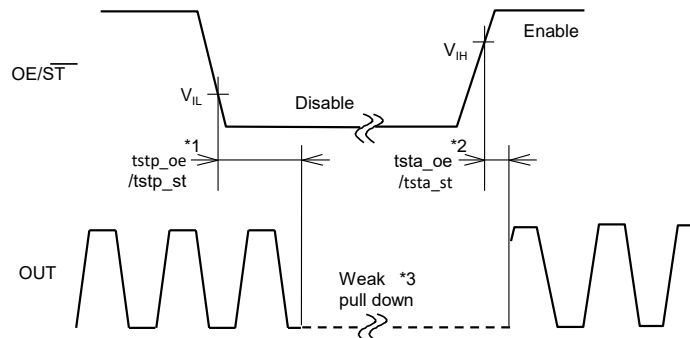 Enable
OE/ST
VIH
VIL
Disable
*1
tstp_oe
/tstp_st
*2
tsta_oe
/tsta_st
OUT
Weak *3
pull down